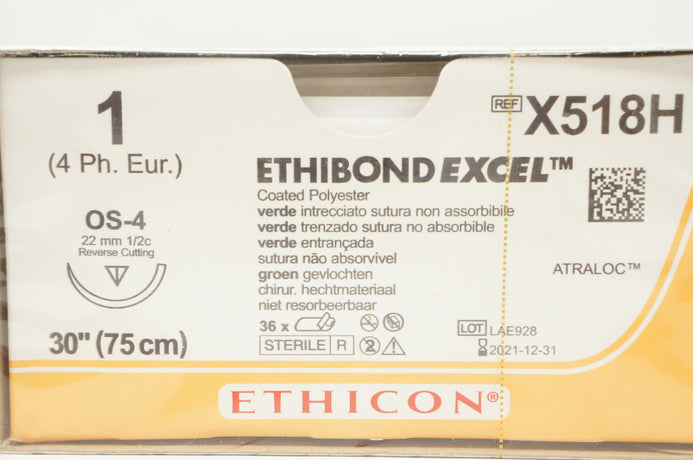 1
(4 Ph. Eur.)
OS-4
22 mm 1/2c
Reverse Cutting
30" (75 cm)
REF X518H
ETHIBOND EXCEL™
Coated Polyester
verde intrecciato sutura non assorbibile
verde trenzado sutura no absorbible
verde entrançada
sutura não absorvível
groen gevlochten
chirur. hechtmateriaal
niet resorbeerbaar
36 x
STERILE R
2
ATRALOC™
LOT LAE928
2021-12-31
ETHICON®